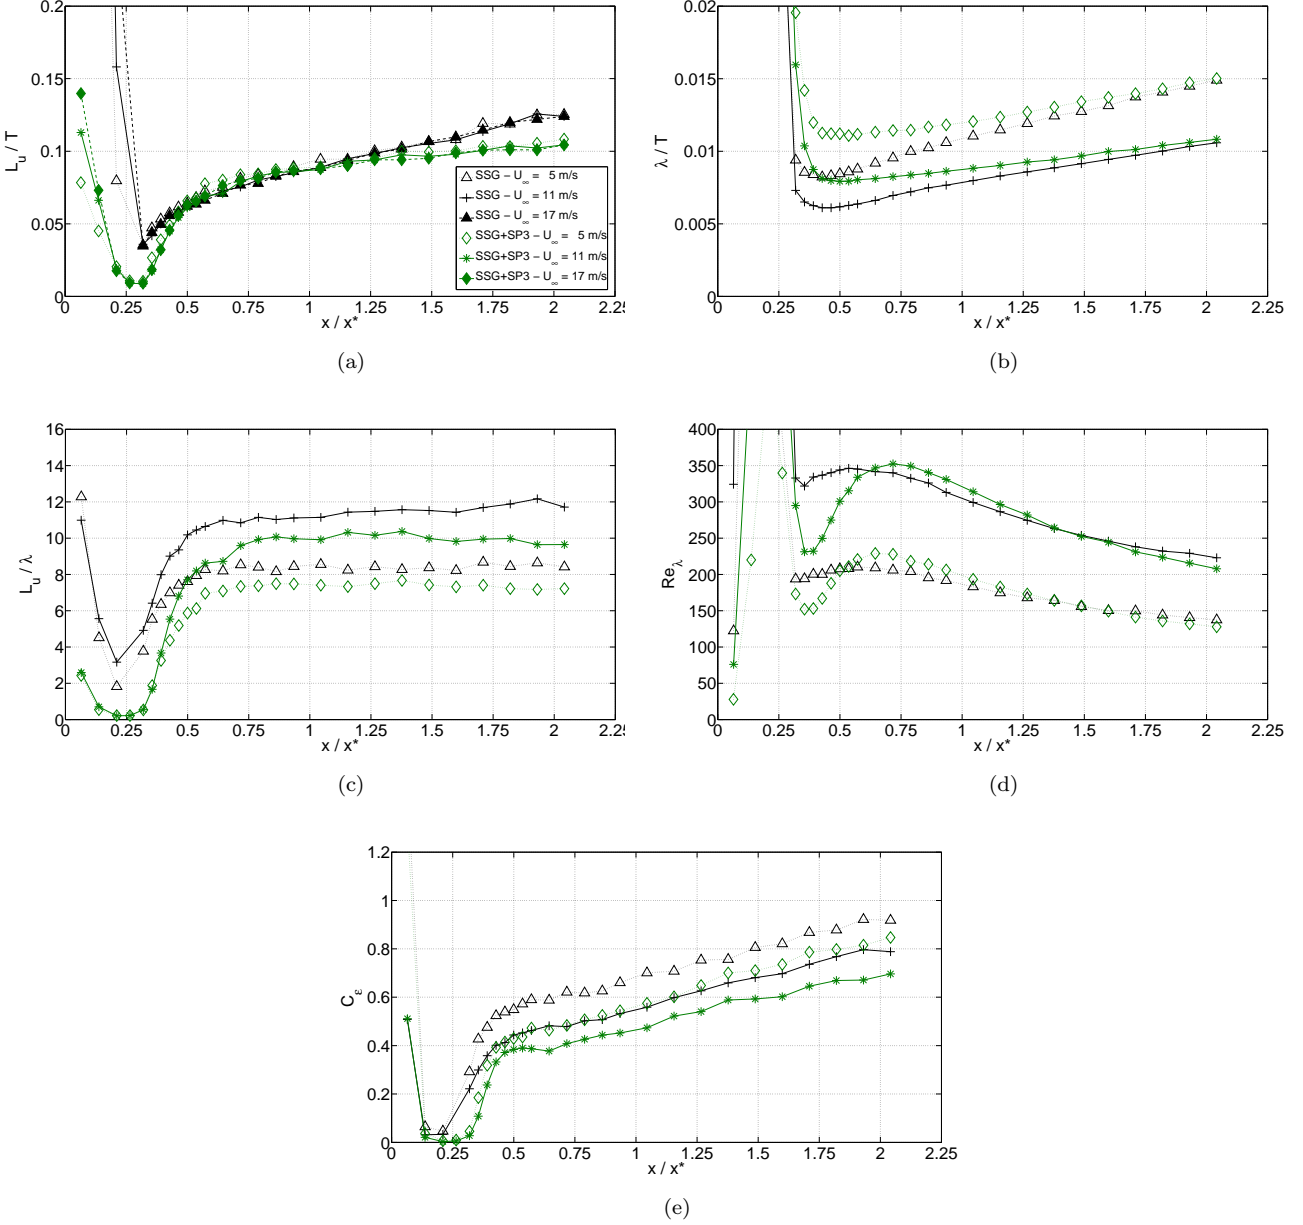 0.2
0.15
0.1
0.05
0
L_u / T
0 0.25 0.5 0.75 1 1.25 1.5 1.75 2 2.25
x / x*
SSG − U_∞ = 5 m/s
SSG − U_∞ = 11 m/s
SSG − U_∞ = 17 m/s
SSG+SP3 − U_∞ = 5 m/s
SSG+SP3 − U_∞ = 11 m/s
SSG+SP3 − U_∞ = 17 m/s
(a)
0.02
0.015
0.01
0.005
0
λ / T
0 0.25 0.5 0.75 1 1.25 1.5 1.75 2 2.25
x / x*
(b)
16
14
12
10
8
6
4
2
0
L_u / λ
0 0.25 0.5 0.75 1 1.25 1.5 1.75 2 2.25
x / x*
(c)
400
350
300
250
200
150
100
50
0
Re_λ
0 0.25 0.5 0.75 1 1.25 1.5 1.75 2 2.25
x / x*
(d)
1.2
1
0.8
0.6
0.4
0.2
0
C_ε
0 0.25 0.5 0.75 1 1.25 1.5 1.75 2 2.25
x / x*
(e)